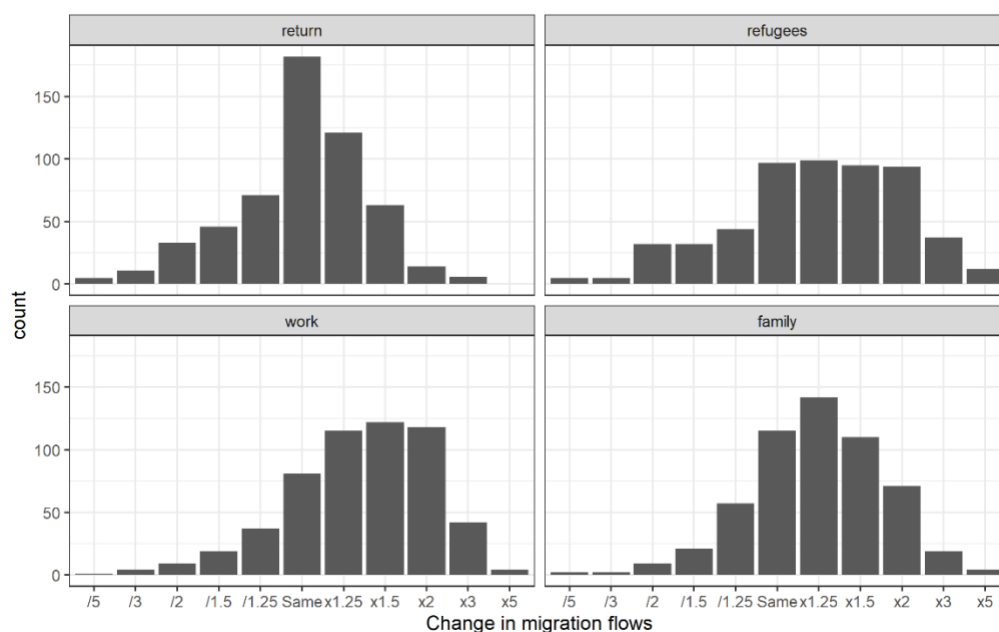 return
refugees
150
100
50
0
work
family
150
100
50
0
count
/5 /3 /2 /1.5 /1.25 Same x1.25 x1.5 x2 x3 x5
/5 /3 /2 /1.5 /1.25 Same x1.25 x1.5 x2 x3 x5
Change in migration flows